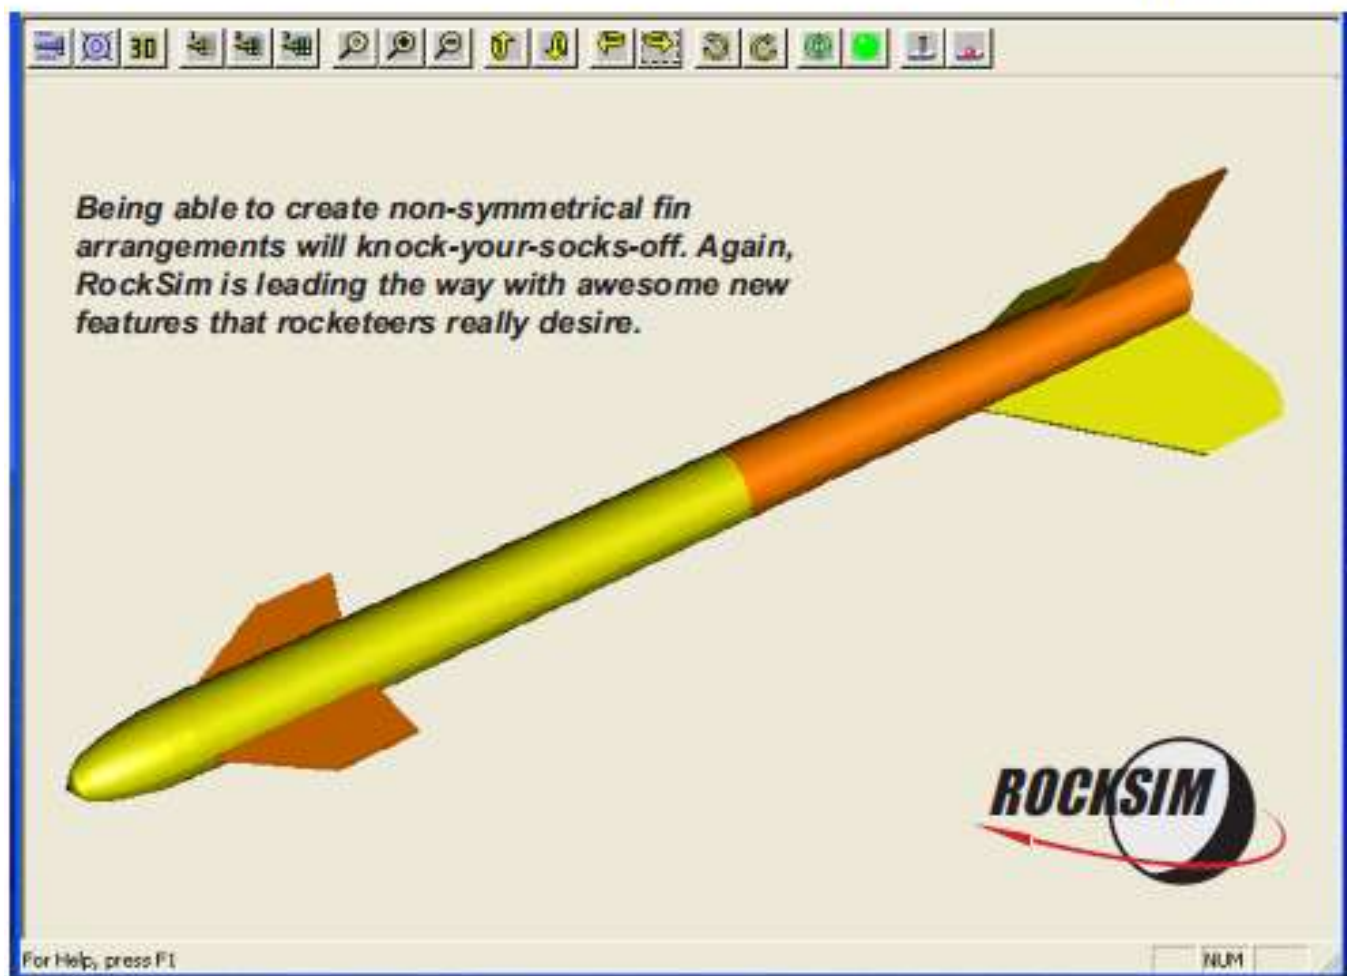 3D
Being able to create non-symmetrical fin
arrangements will knock-your-socks-off. Again,
RockSim is leading the way with awesome new
features that rocketeers really desire.
ROCKSIM
For Help, press F1
NUM